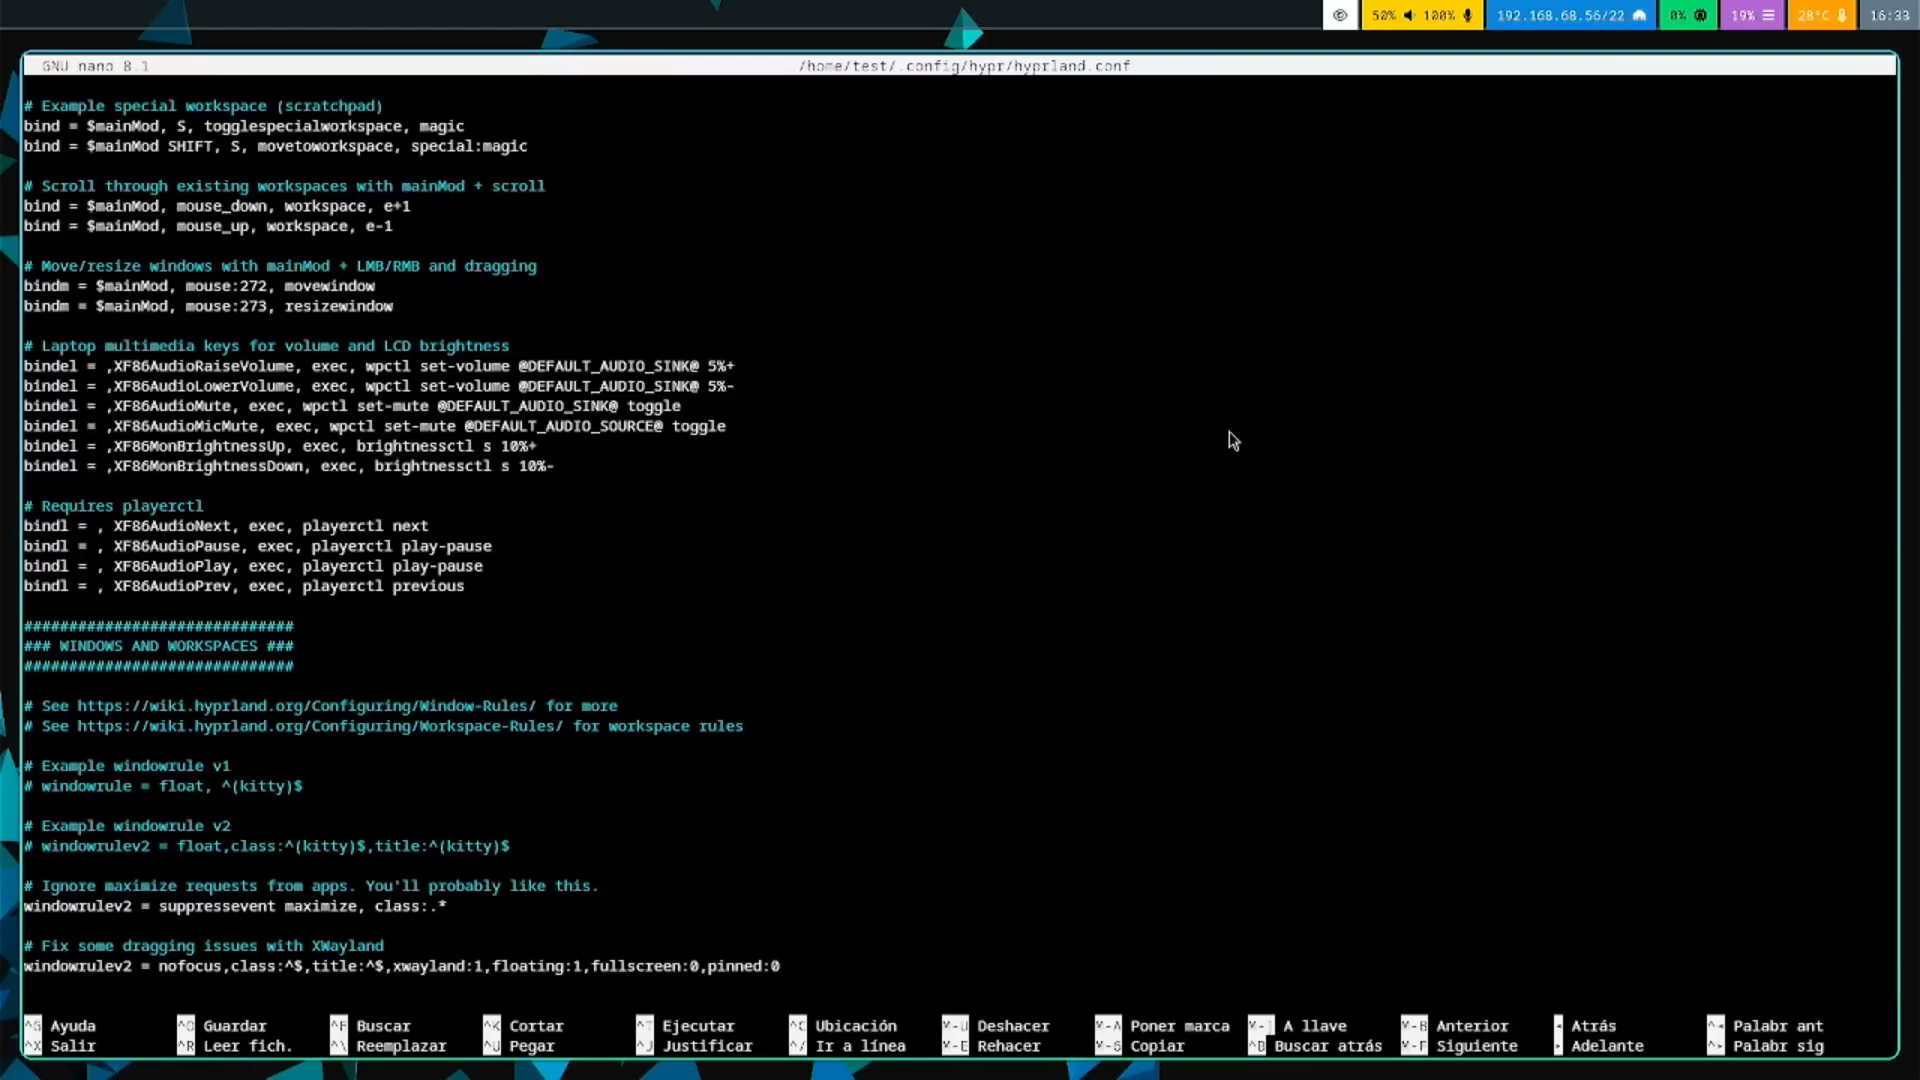 50% 100% 192.168.68.56/22 0% 19% 28°C 16:33
GNU nano 8.1 /home/test/.config/hypr/hyprland.conf
# Example special workspace (scratchpad)
bind = $mainMod, S, togglespecialworkspace, magic
bind = $mainMod SHIFT, S, movetoworkspace, special:magic
# Scroll through existing workspaces with mainMod + scroll
bind = $mainMod, mouse_down, workspace, e+1
bind = $mainMod, mouse_up, workspace, e-1
# Move/resize windows with mainMod + LMB/RMB and dragging
bindm = $mainMod, mouse:272, movewindow
bindm = $mainMod, mouse:273, resizewindow
# Laptop multimedia keys for volume and LCD brightness
bindel = ,XF86AudioRaiseVolume, exec, wpctl set-volume @DEFAULT_AUDIO_SINK@ 5%+
bindel = ,XF86AudioLowerVolume, exec, wpctl set-volume @DEFAULT_AUDIO_SINK@ 5%-
bindel = ,XF86AudioMute, exec, wpctl set-mute @DEFAULT_AUDIO_SINK@ toggle
bindel = ,XF86AudioMicMute, exec, wpctl set-mute @DEFAULT_AUDIO_SOURCE@ toggle
bindel = ,XF86MonBrightnessUp, exec, brightnessctl s 10%+
bindel = ,XF86MonBrightnessDown, exec, brightnessctl s 10%-
# Requires playerctl
bindl = , XF86AudioNext, exec, playerctl next
bindl = , XF86AudioPause, exec, playerctl play-pause
bindl = , XF86AudioPlay, exec, playerctl play-pause
bindl = , XF86AudioPrev, exec, playerctl previous
##############################
### WINDOWS AND WORKSPACES ###
##############################
# See https://wiki.hyprland.org/Configuring/Window-Rules/ for more
# See https://wiki.hyprland.org/Configuring/Workspace-Rules/ for workspace rules
# Example windowrule v1
# windowrule = float, ^(kitty)$
# Example windowrule v2
# windowrulev2 = float,class:^(kitty)$,title:^(kitty)$
# Ignore maximize requests from apps. You'll probably like this.
windowrulev2 = suppressevent maximize, class:.*
# Fix some dragging issues with XWayland
windowrulev2 = nofocus,class:^$,title:^$,xwayland:1,floating:1,fullscreen:0,pinned:0
^G Ayuda ^O Guardar ^F Buscar ^K Cortar ^T Ejecutar ^C Ubicación M-U Deshacer M-A Poner marca M-] A llave M-B Anterior Atrás Palabr ant
^X Salir ^R Leer fich. ^\ Reemplazar ^U Pegar ^J Justificar ^/ Ir a línea M-E Rehacer M-6 Copiar ^B Buscar atrás M-F Siguiente Adelante Palabr sig